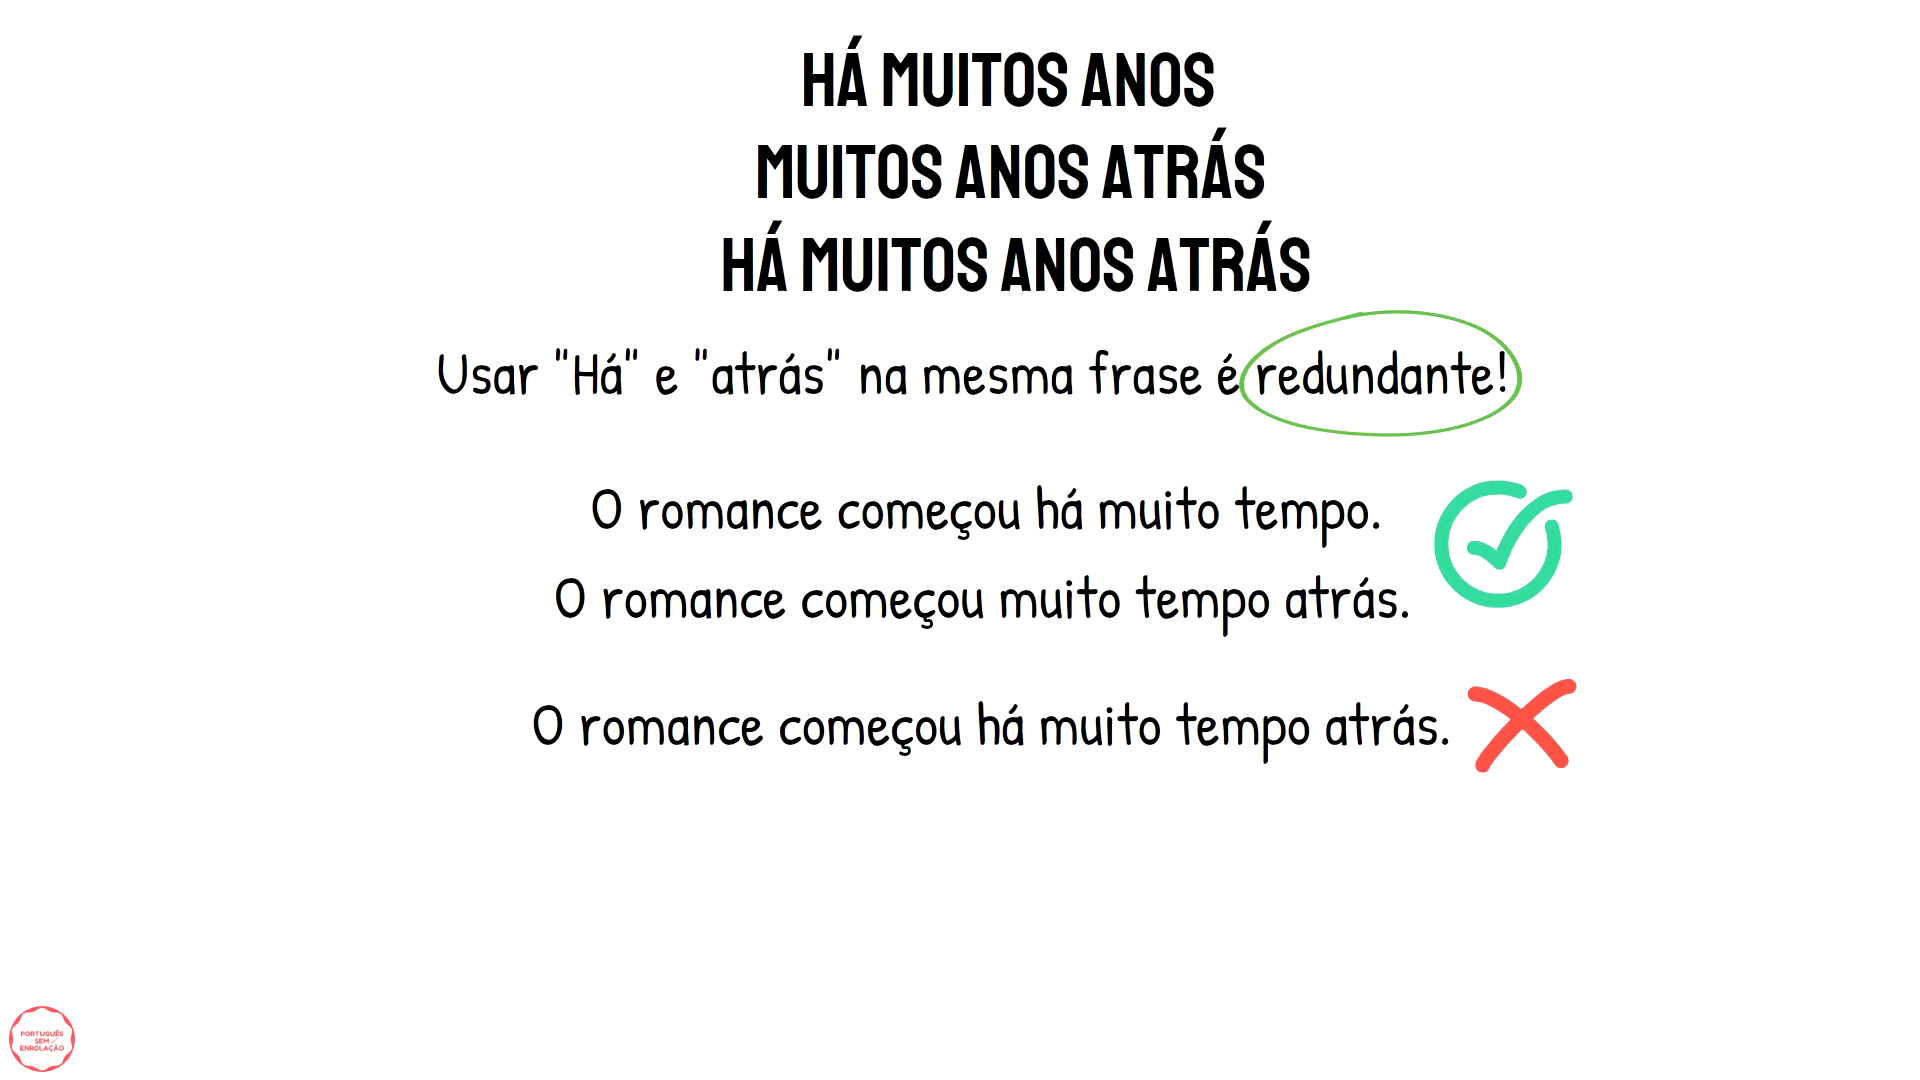 HÁ MUITOS ANOS
MUITOS ANOS ATRÁS
HÁ MUITOS ANOS ATRÁS
Usar "Há" e "atrás" na mesma frase é redundante!
O romance começou há muito tempo.
O romance começou muito tempo atrás.
O romance começou há muito tempo atrás.
PORTUGUÊS
SEM
ENROLAÇÃO